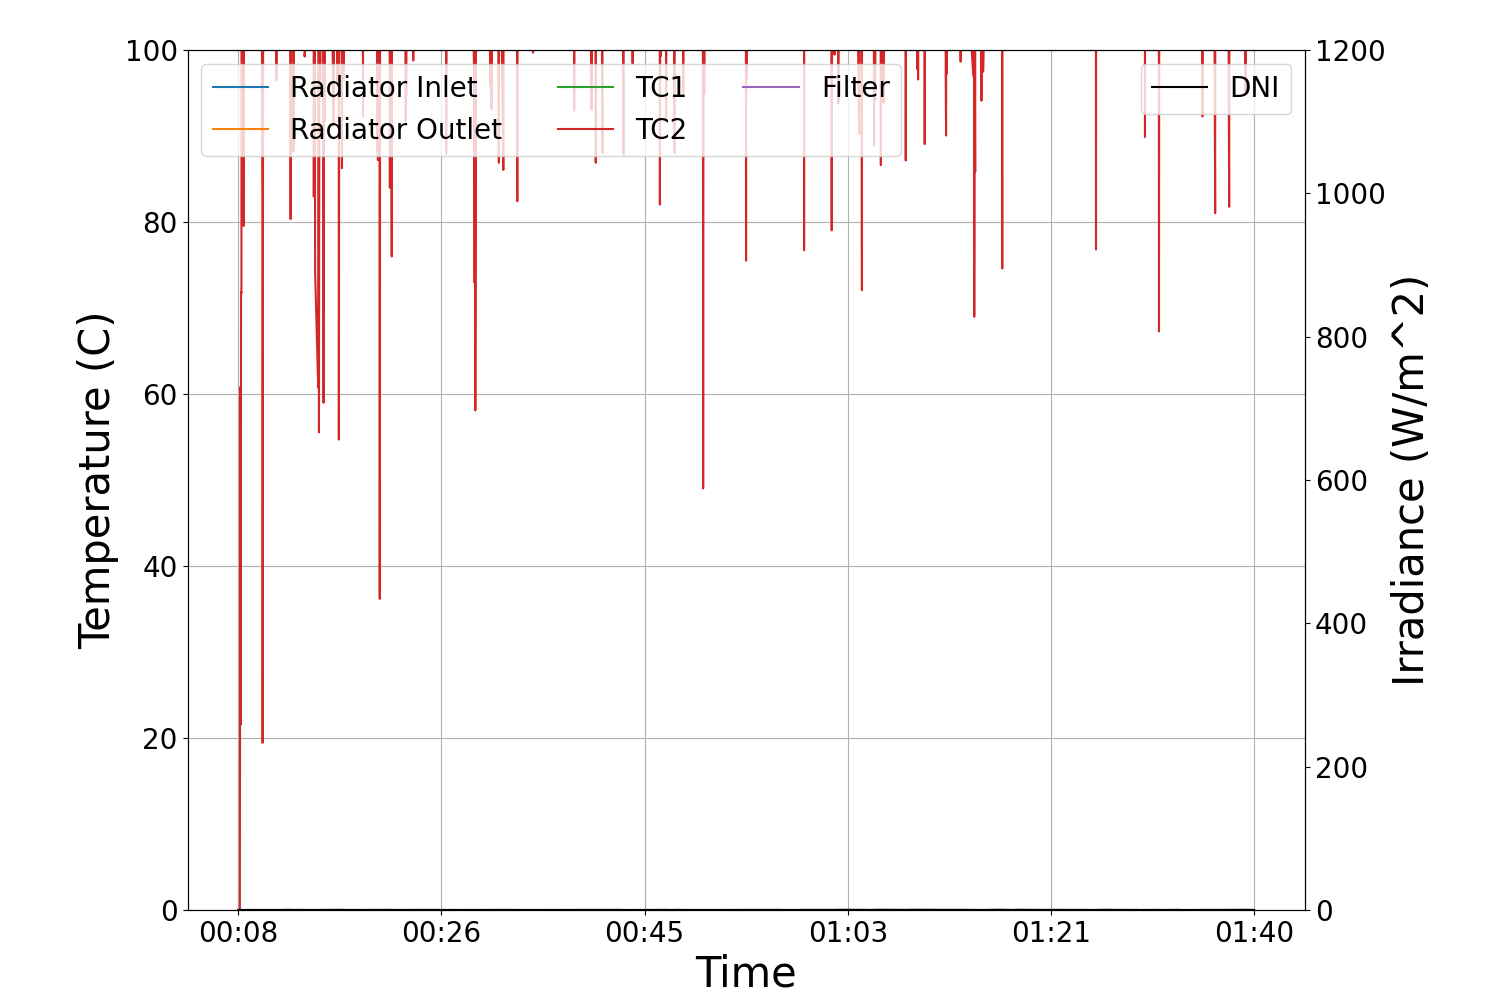 100
80
60
40
20
0
Temperature (C)
Radiator Inlet
Radiator Outlet
TC1
TC2
Filter
DNI
1200
1000
800
600
400
200
0
Irradiance (W/m^2)
00:08 00:26 00:45 01:03 01:21 01:40
Time